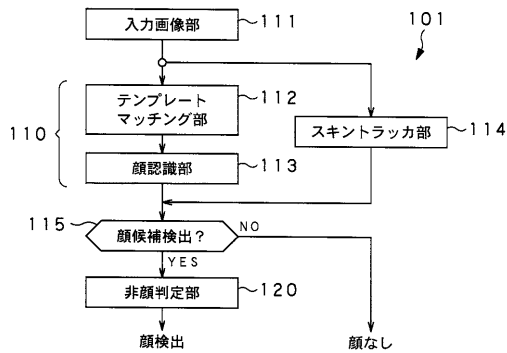 入力画像部
111
101
テンプレート
マッチング部
112
110
スキントラッカ部
114
顔認識部
113
115
顔候補検出？
NO
YES
非顔判定部
120
顔検出
顔なし